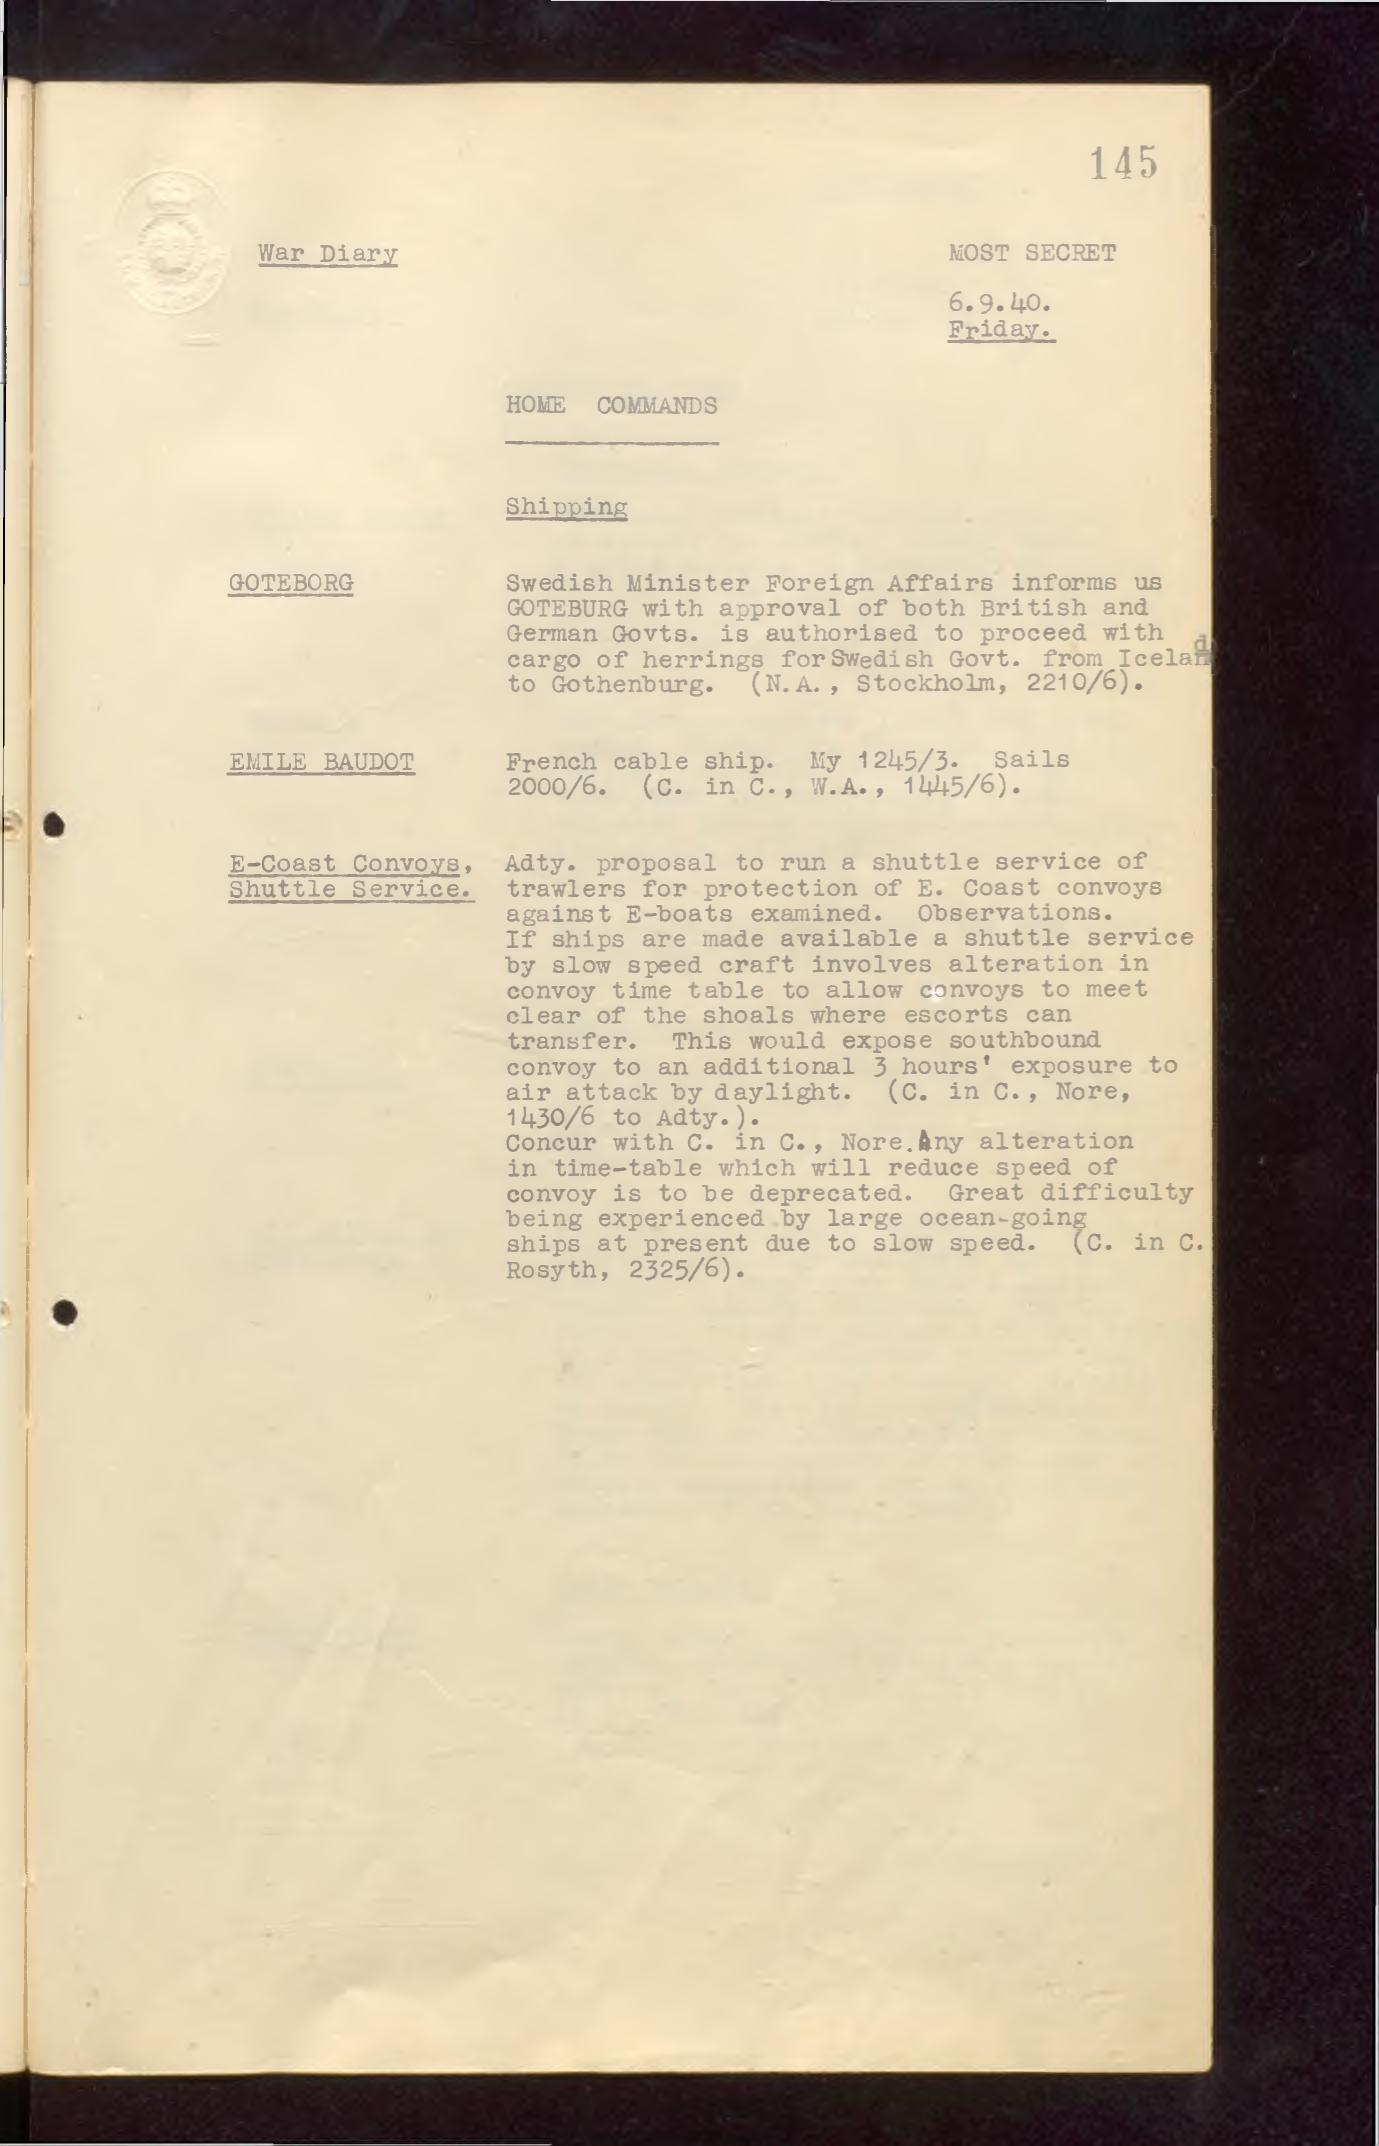 145
War Diary
MOST SECRET
6.9.40.
Friday.
HOME COMMANDS
Shipping
GOTEBORG
Swedish Minister Foreign Affairs informs us
GOTEBURG with approval of both British and
German Govts. is authorised to proceed with
cargo of herrings for Swedish Govt. from Iceland
to Gothenburg. (N.A., Stockholm, 2210/6).
EMILE BAUDOT
French cable ship. My 1245/3. Sails
2000/6. (C. in C., W.A., 1445/6).
E-Coast Convoys,
Shuttle Service.
Adty. proposal to run a shuttle service of
trawlers for protection of E. Coast convoys
against E-boats examined. Observations.
If ships are made available a shuttle service
by slow speed craft involves alteration in
convoy time table to allow convoys to meet
clear of the shoals where escorts can
transfer. This would expose southbound
convoy to an additional 3 hours' exposure to
air attack by daylight. (C. in C., Nore,
1430/6 to Adty.).
Concur with C. in C., Nore. Any alteration
in time-table which will reduce speed of
convoy is to be deprecated. Great difficulty
being experienced by large ocean-going
ships at present due to slow speed. (C. in C.
Rosyth, 2325/6).